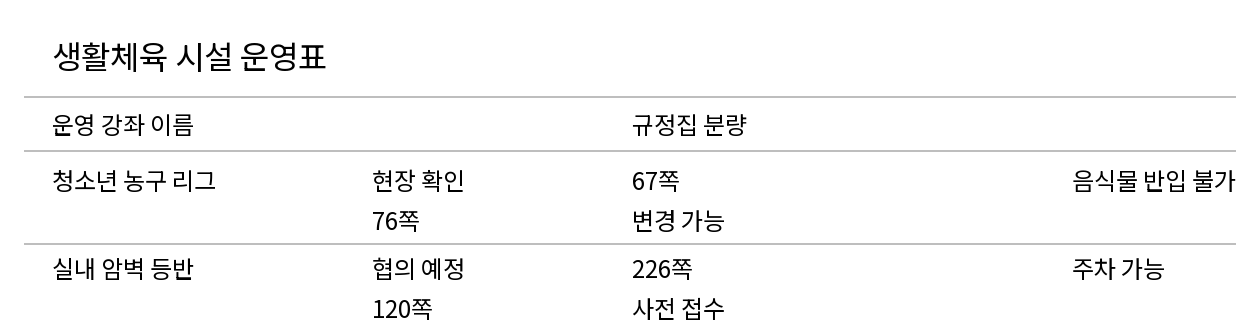 생활체육 시설 운영표
운영 강좌 이름 규정집 분량
청소년 농구 리그 현장 확인 67쪽 음식물 반입 불가
76쪽 변경 가능
실내 암벽 등반 협의 예정 226쪽 주차 가능
120쪽 사전 접수